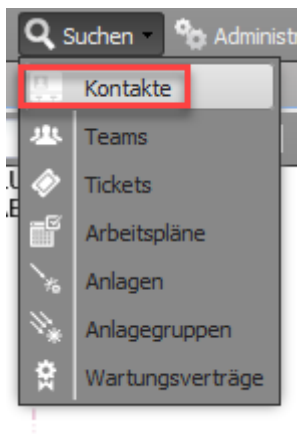 Suchen Administ
Kontakte
Teams
Tickets
Arbeitspläne
Anlagen
Anlagegruppen
Wartungsverträge